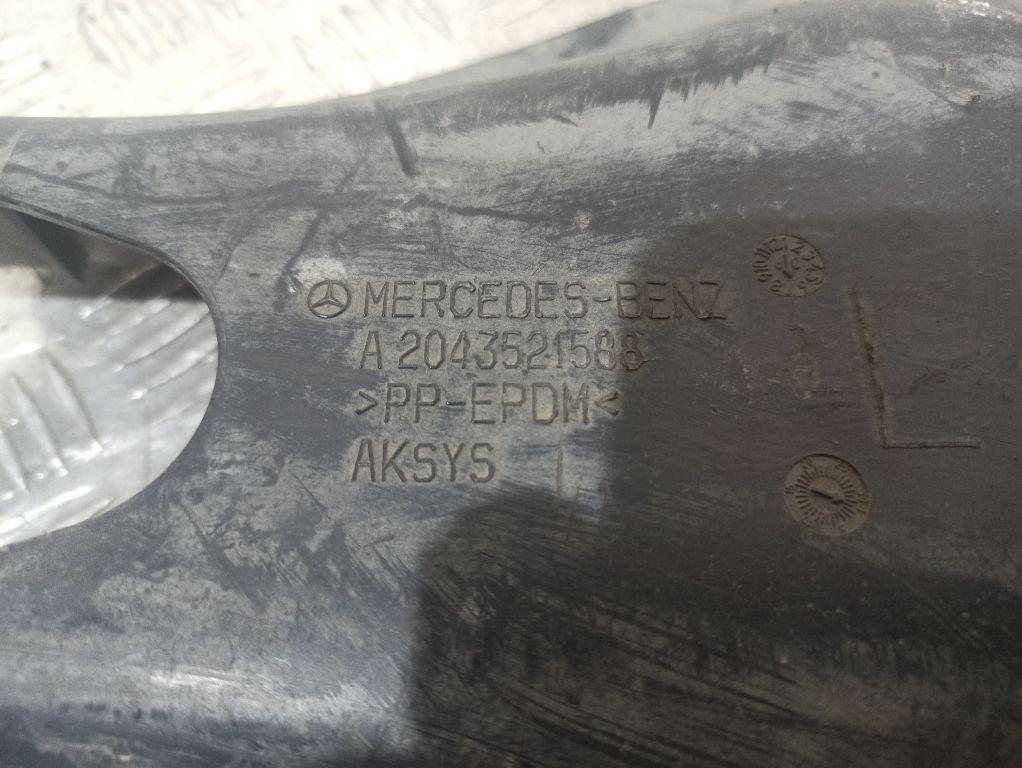 MERCEDES-BENZ
A 2043521588
>PP-EPDM<
AKSYS
L